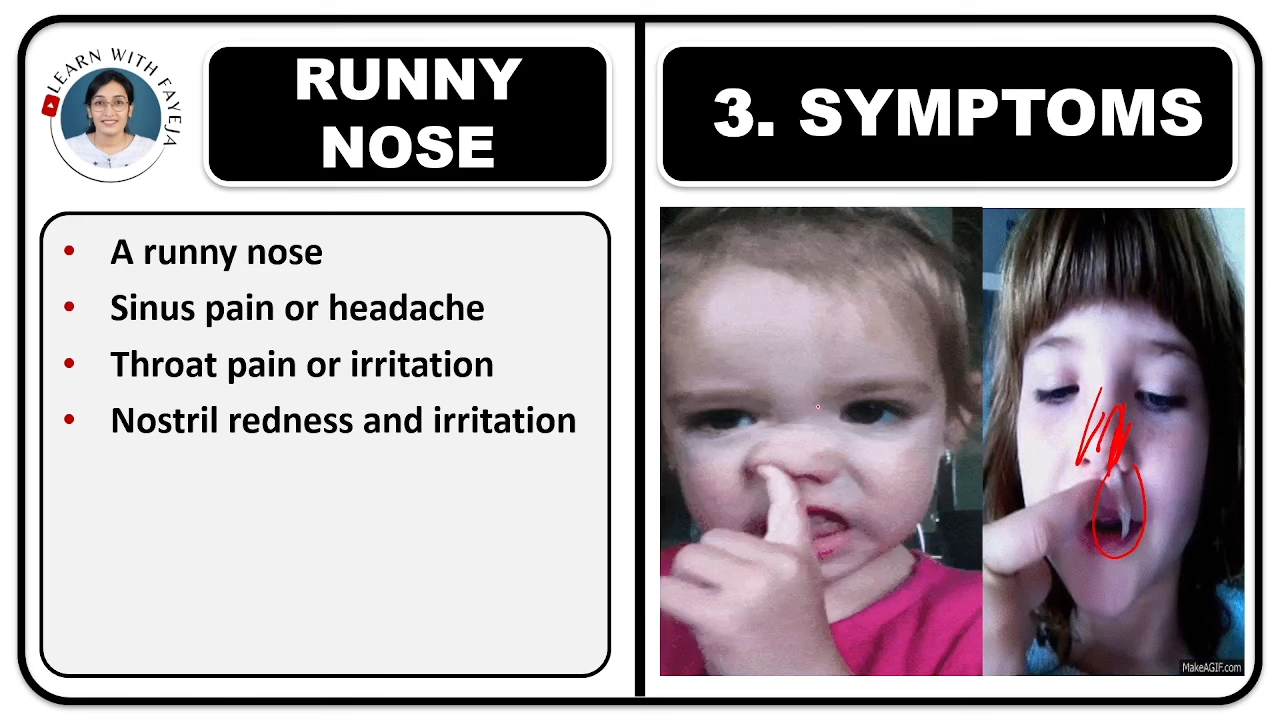 LEARN WITH FAYEJA
RUNNY
NOSE
3. SYMPTOMS
• A runny nose
• Sinus pain or headache
• Throat pain or irritation
• Nostril redness and irritation
MakeAGIF.com